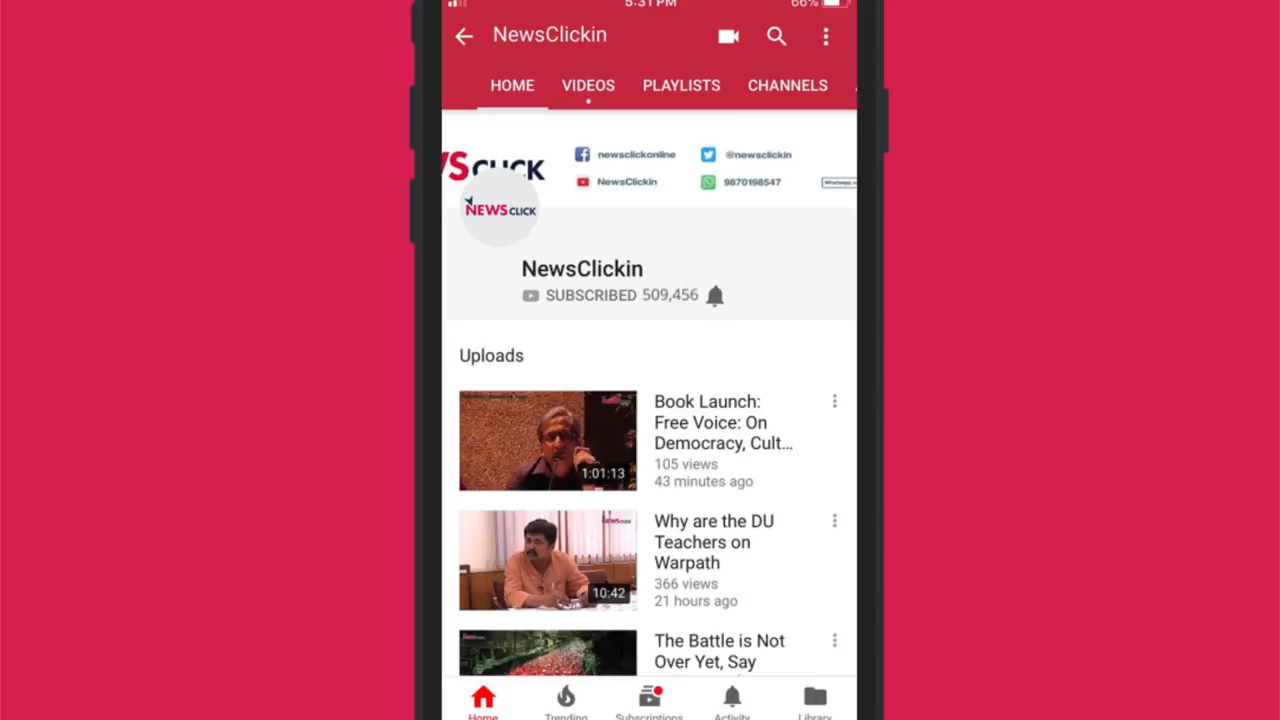 5:31 PM
66%
NewsClickin
HOME VIDEOS PLAYLISTS CHANNELS
WS CLICK
newsclickonline
@newsclickin
NewsClickin
9870198547
NEWS CLICK
NewsClickin
SUBSCRIBED 509,456
Uploads
Book Launch:
Free Voice: On
Democracy, Cult...
105 views
43 minutes ago
1:01:13
Why are the DU
Teachers on
Warpath
366 views
21 hours ago
NEWSCLICK
10:42
The Battle is Not
Over Yet, Say
Home Trending Subscriptions Activity Library